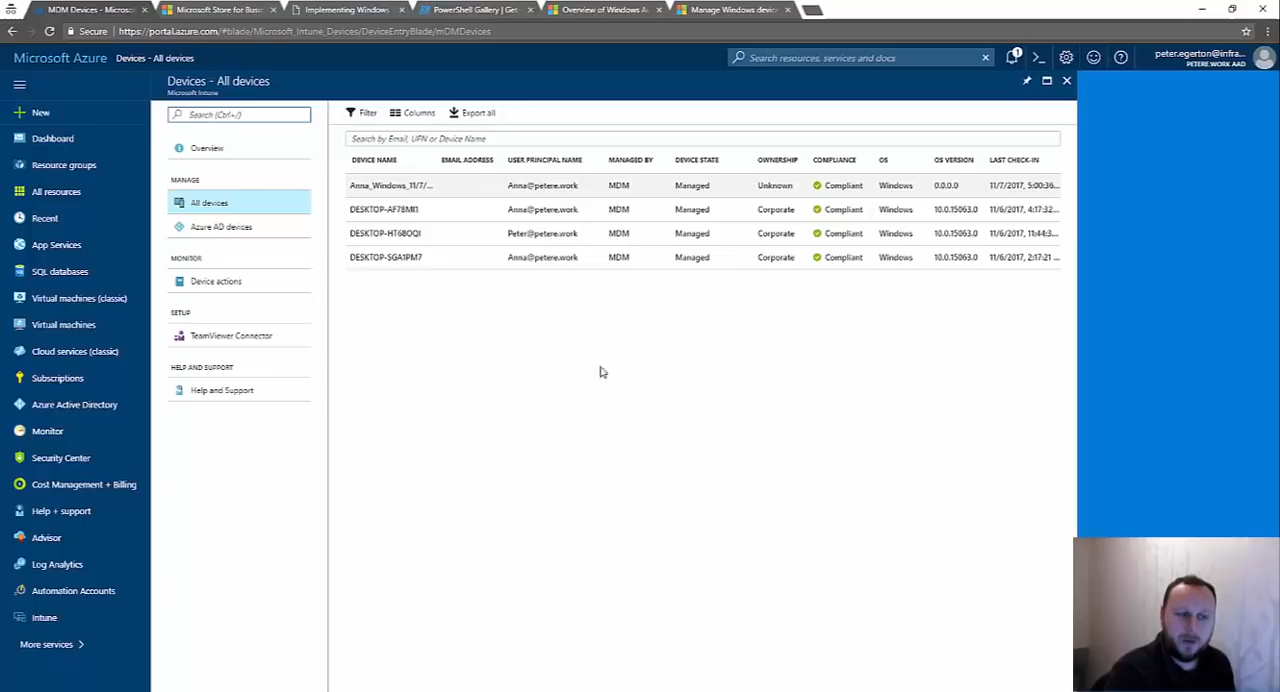 MDM Devices - Microso
Microsoft Store for Busi
Implementing Windows
PowerShell Gallery | Get
Overview of Windows A
Manage Windows device
Secure
https://portal.azure.com/#blade/Microsoft_Intune_Devices/DeviceEntryBlade/mDMDevices
Microsoft Azure Devices - All devices
Search resources, services and docs
1
peter.egerton@infra...
PETERE.WORK AAD
Devices - All devices
Microsoft Intune
New
Dashboard
Resource groups
All resources
Recent
App Services
SQL databases
Virtual machines (classic)
Virtual machines
Cloud services (classic)
Subscriptions
Azure Active Directory
Monitor
Security Center
Cost Management + Billing
Help + support
Advisor
Log Analytics
Automation Accounts
Intune
More services
Search (Ctrl+/)
Overview
MANAGE
All devices
Azure AD devices
MONITOR
Device actions
SETUP
TeamViewer Connector
HELP AND SUPPORT
Help and Support
Filter Columns Export all
Search by Email, UPN or Device Name
DEVICE NAME EMAIL ADDRESS USER PRINCIPAL NAME MANAGED BY DEVICE STATE OWNERSHIP COMPLIANCE OS OS VERSION LAST CHECK-IN
Anna_Windows_11/7/... Anna@petere.work MDM Managed Unknown Compliant Windows 0.0.0.0 11/7/2017, 5:00:36...
DESKTOP-AF78MI1 Anna@petere.work MDM Managed Corporate Compliant Windows 10.0.15063.0 11/6/2017, 4:17:32...
DESKTOP-HT68OQI Peter@petere.work MDM Managed Corporate Compliant Windows 10.0.15063.0 11/6/2017, 11:44:3...
DESKTOP-SGA1PM7 Anna@petere.work MDM Managed Corporate Compliant Windows 10.0.15063.0 11/6/2017, 2:17:21 ...